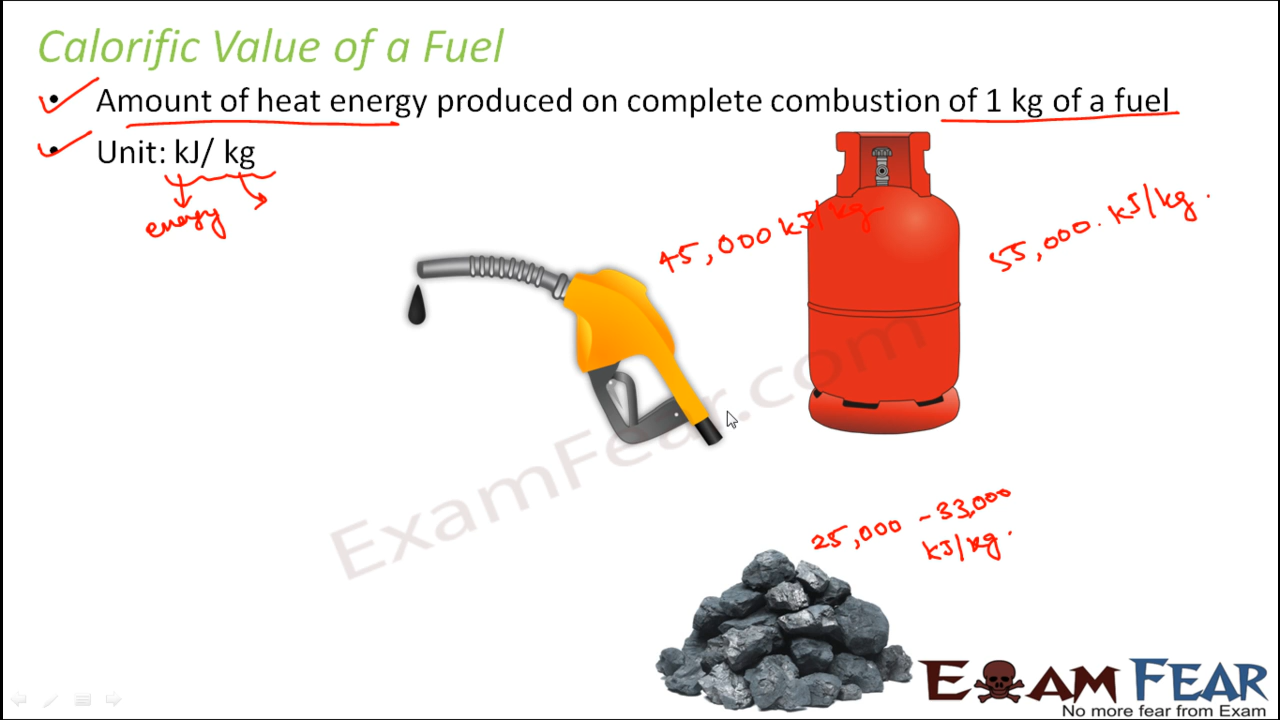 Calorific Value of a Fuel
• Amount of heat energy produced on complete combustion of 1 kg of a fuel
• Unit: kJ/ kg
energy
45,000 kJ/kg
55,000. kJ/kg.
25,000 - 33,000
kJ/kg.
ExamFear.com
EXAM FEAR
No more fear from Exam